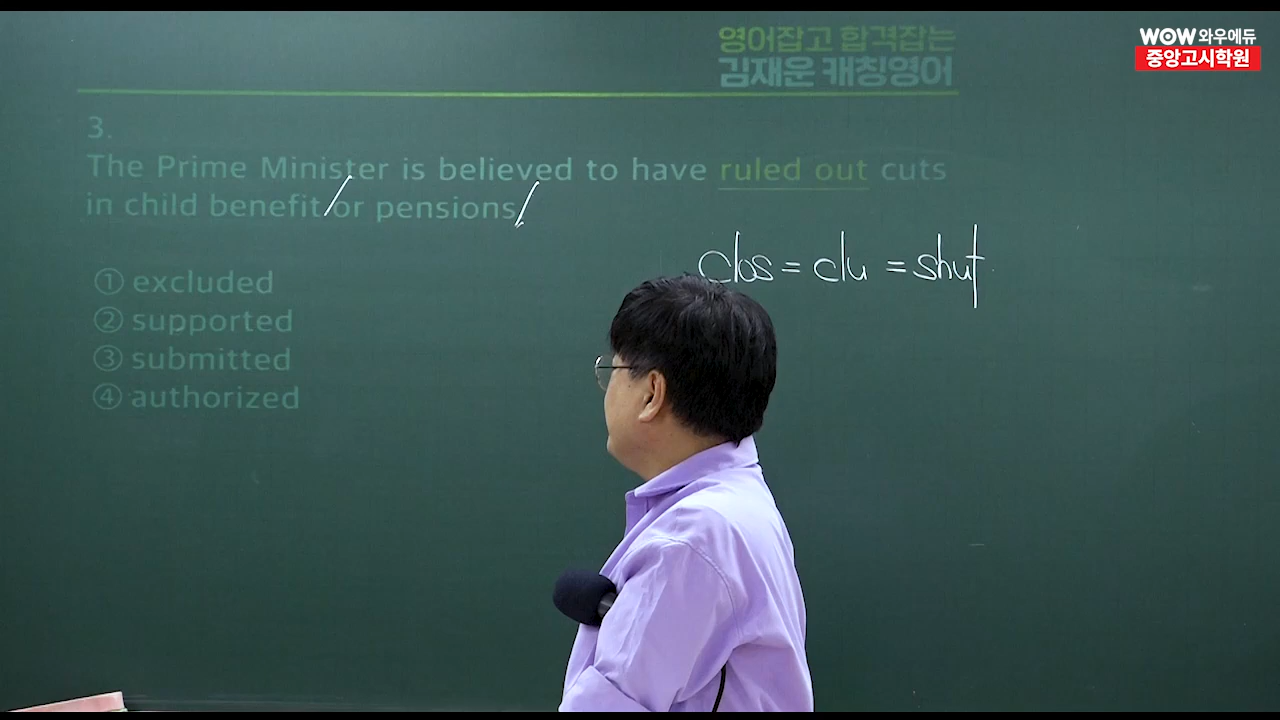 WOW 와우에듀
중앙고시학원
영어잡고 합격잡는
김재운 캐칭영어
3.
The Prime Minister is believed to have ruled out cuts
in child benefit/or pensions/
① excluded
② supported
③ submitted
④ authorized
clos = clu = shut